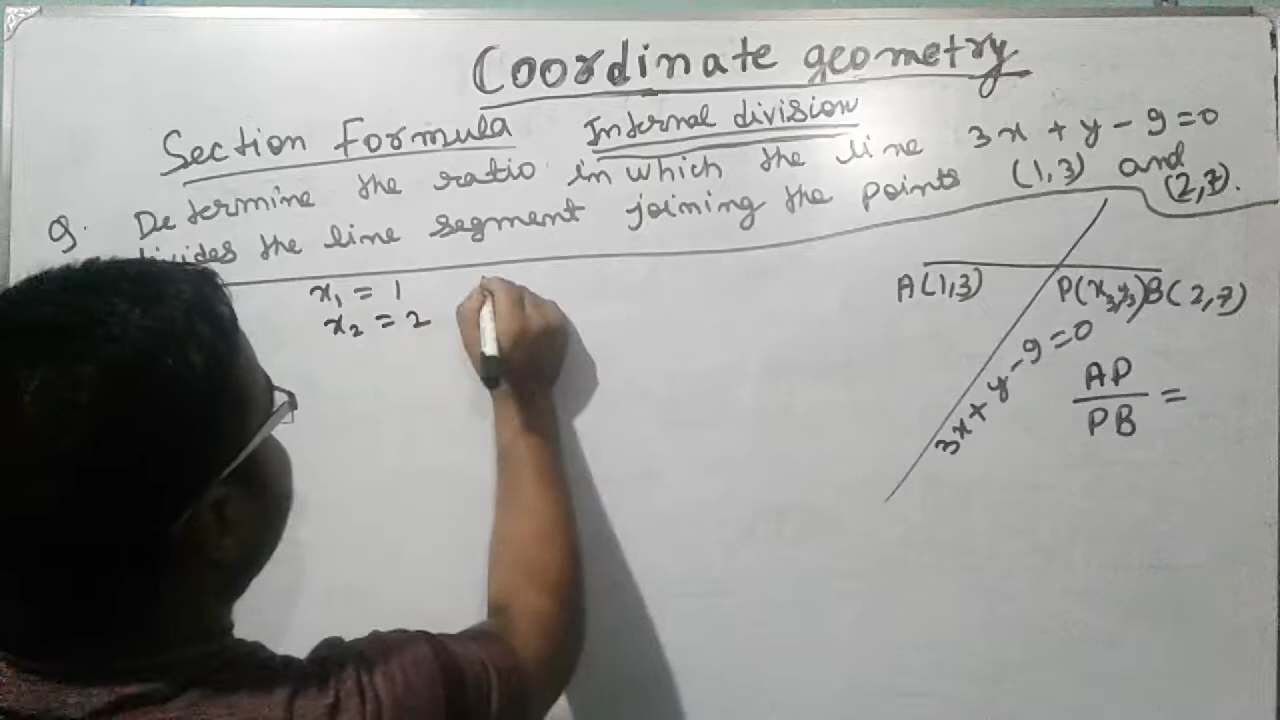 Coordinate geometry
Section Formula Internal division
Q. Determine the ratio in which the line 3x + y - 9 = 0
divides the line segment joining the points (1,3) and
(2,7).
x₁ = 1
x₂ = 2
A(1,3) P(x₃,y₃) B(2,7)
3x + y - 9 = 0
AP
PB =